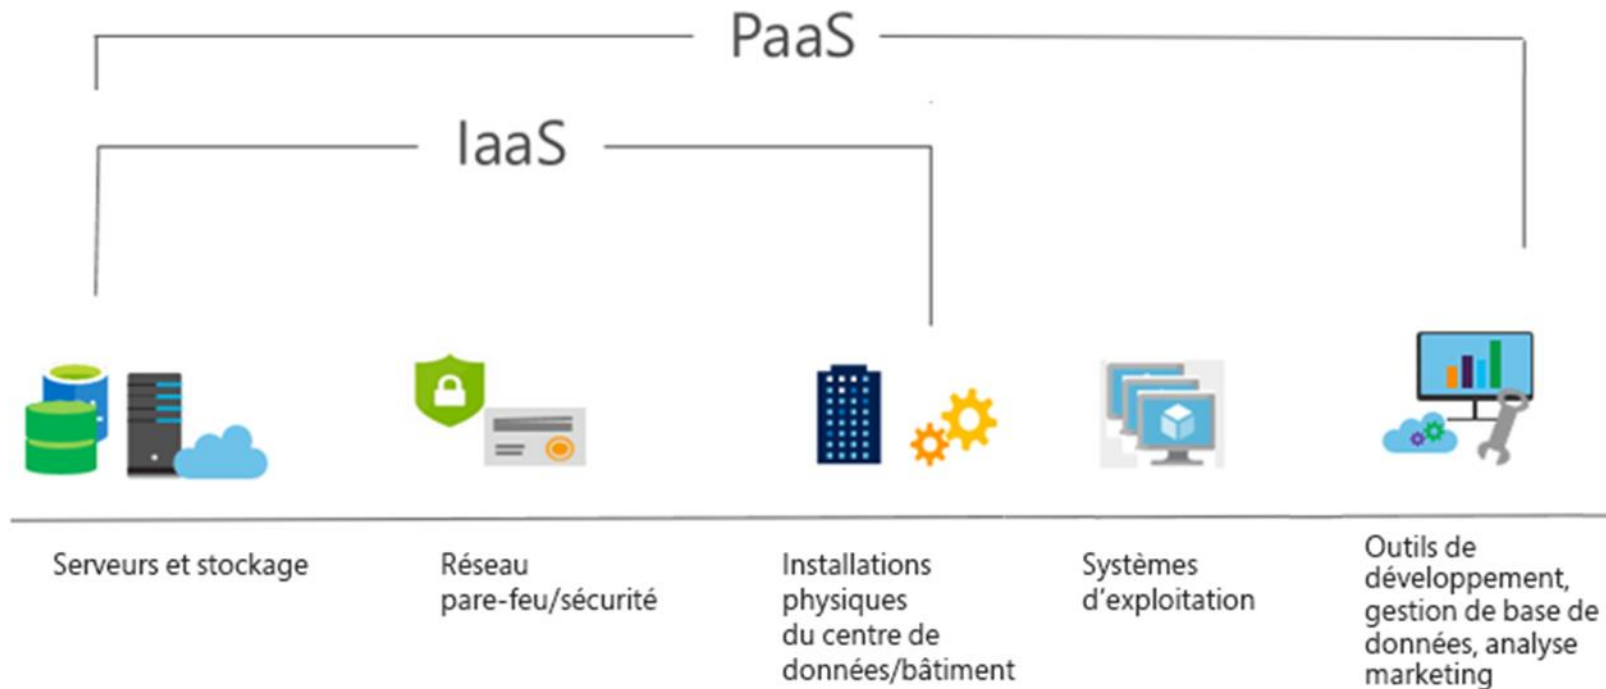 PaaS
IaaS
Serveurs et stockage
Réseau
pare-feu/sécurité
Installations
physiques
du centre de
données/bâtiment
Systèmes
d'exploitation
Outils de
développement,
gestion de base de
données, analyse
marketing